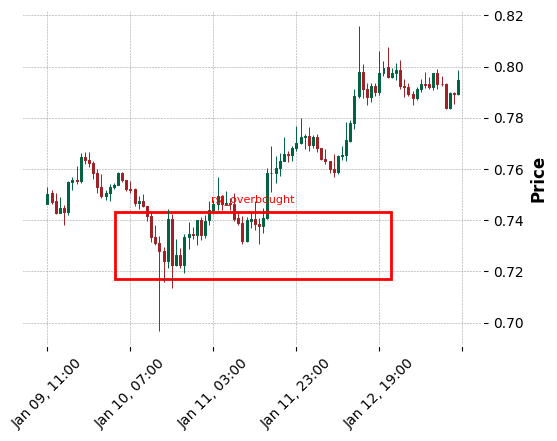 0.82
0.80
0.78
0.76
rsi_overbought
0.74
0.72
0.70
Price
Jan 09, 11:00
Jan 10, 07:00
Jan 11, 03:00
Jan 11, 23:00
Jan 12, 19:00